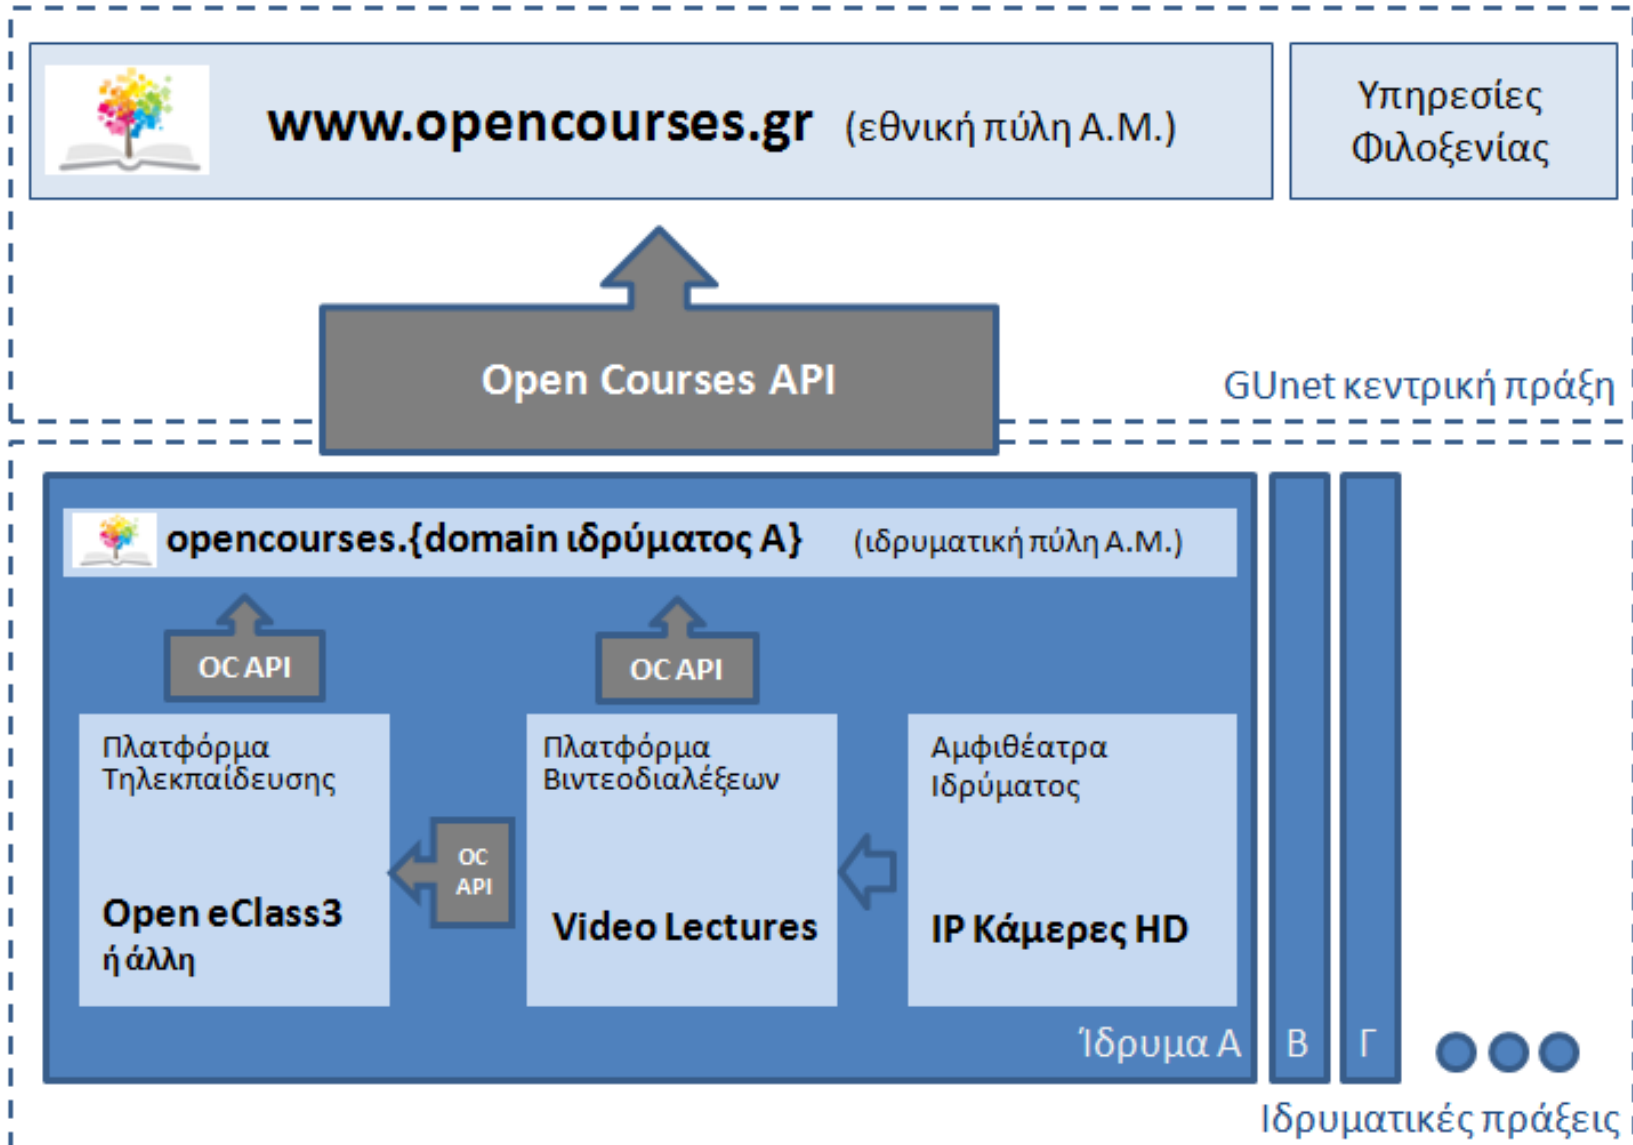 www.opencourses.gr (εθνική πύλη Α.Μ.)
Υπηρεσίες
Φιλοξενίας
Open Courses API
GUnet κεντρική πράξη
opencourses.{domain ιδρύματος Α} (ιδρυματική πύλη Α.Μ.)
OC API
OC API
Πλατφόρμα
Τηλεκπαίδευσης
Open eClass3
ή άλλη
OC
API
Πλατφόρμα
Βιντεοδιαλέξεων
Video Lectures
Αμφιθέατρα
Ιδρύματος
IP Κάμερες HD
Ίδρυμα Α
Β
Γ
Ιδρυματικές πράξεις